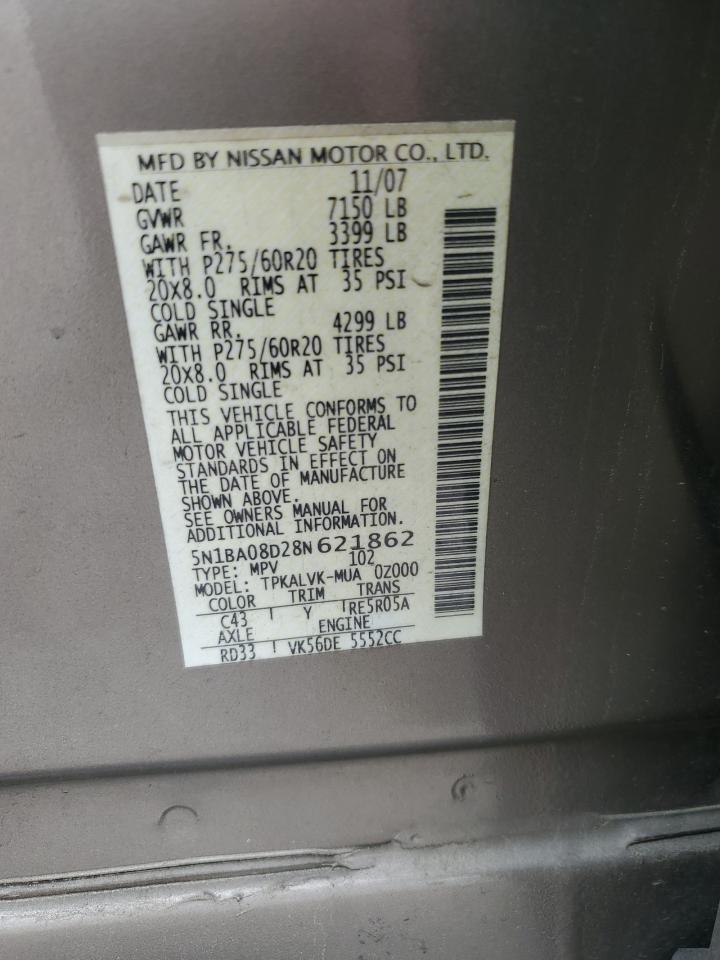 MFD BY NISSAN MOTOR CO., LTD.
DATE 11/07
GVWR 7150 LB
GAWR FR. 3399 LB
WITH P275/60R20 TIRES
20X8.0 RIMS AT 35 PSI
COLD SINGLE
GAWR RR. 4299 LB
WITH P275/60R20 TIRES
20X8.0 RIMS AT 35 PSI
COLD SINGLE
THIS VEHICLE CONFORMS TO
ALL APPLICABLE FEDERAL
MOTOR VEHICLE SAFETY
STANDARDS IN EFFECT ON
THE DATE OF MANUFACTURE
SHOWN ABOVE.
SEE OWNERS MANUAL FOR
ADDITIONAL INFORMATION.
5N1BA08D28N621862
TYPE: MPV 102
MODEL: TPKALVK-MUA 0Z000
COLOR TRIM TRANS
C43 Y RE5R05A
AXLE ENGINE
RD33 VK56DE 5552CC